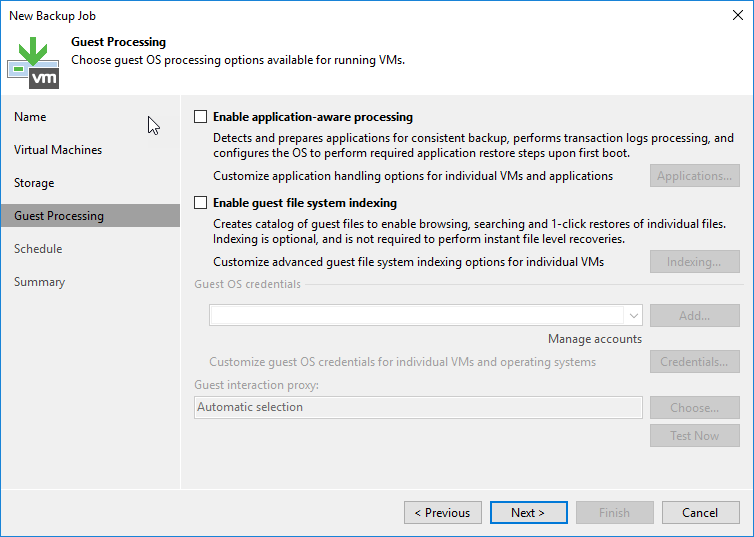 New Backup Job
Guest Processing
Choose guest OS processing options available for running VMs.
vm
Name
Virtual Machines
Storage
Guest Processing
Schedule
Summary
Enable application-aware processing
Detects and prepares applications for consistent backup, performs transaction logs processing, and
configures the OS to perform required application restore steps upon first boot.
Customize application handling options for individual VMs and applications
Applications...
Enable guest file system indexing
Creates catalog of guest files to enable browsing, searching and 1-click restores of individual files.
Indexing is optional, and is not required to perform instant file level recoveries.
Customize advanced guest file system indexing options for individual VMs
Indexing...
Guest OS credentials
Add...
Manage accounts
Customize guest OS credentials for individual VMs and operating systems
Credentials...
Guest interaction proxy:
Automatic selection
Choose...
Test Now
< Previous
Next >
Finish
Cancel